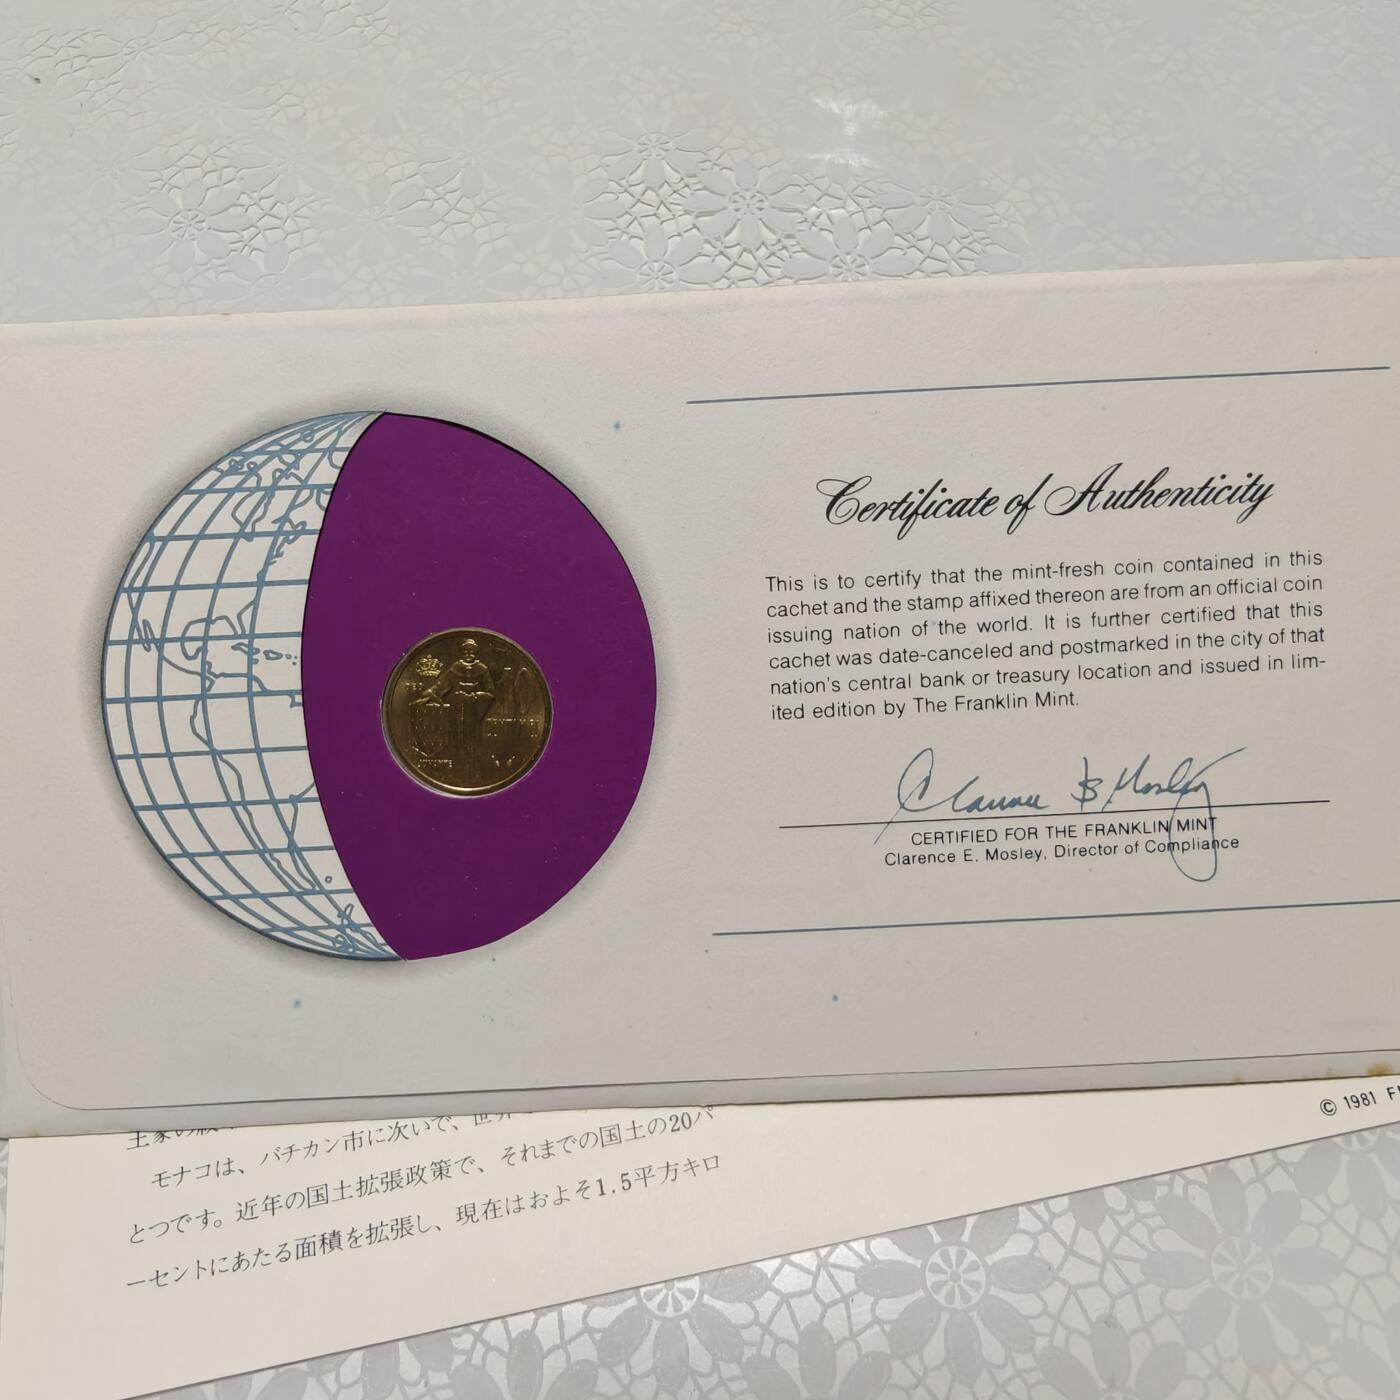 Certificate of Authenticity
This is to certify that the mint-fresh coin contained in this
cachet and the stamp affixed thereon are from an official coin
issuing nation of the world. It is further certified that this
cachet was date-canceled and postmarked in the city of that
nation's central bank or treasury location and issued in lim-
ited edition by The Franklin Mint.
CERTIFIED FOR THE FRANKLIN MINT
Clarence E. Mosley, Director of Compliance
DEO
JUVANTE
10
CENTIMES
© 1981
モナコは、バチカン市に次いで、世界
とつです。近年の国土拡張政策で、それまでの国土の20パ
ーセントにあたる面積を拡張し、現在はおよそ1.5平方キロ